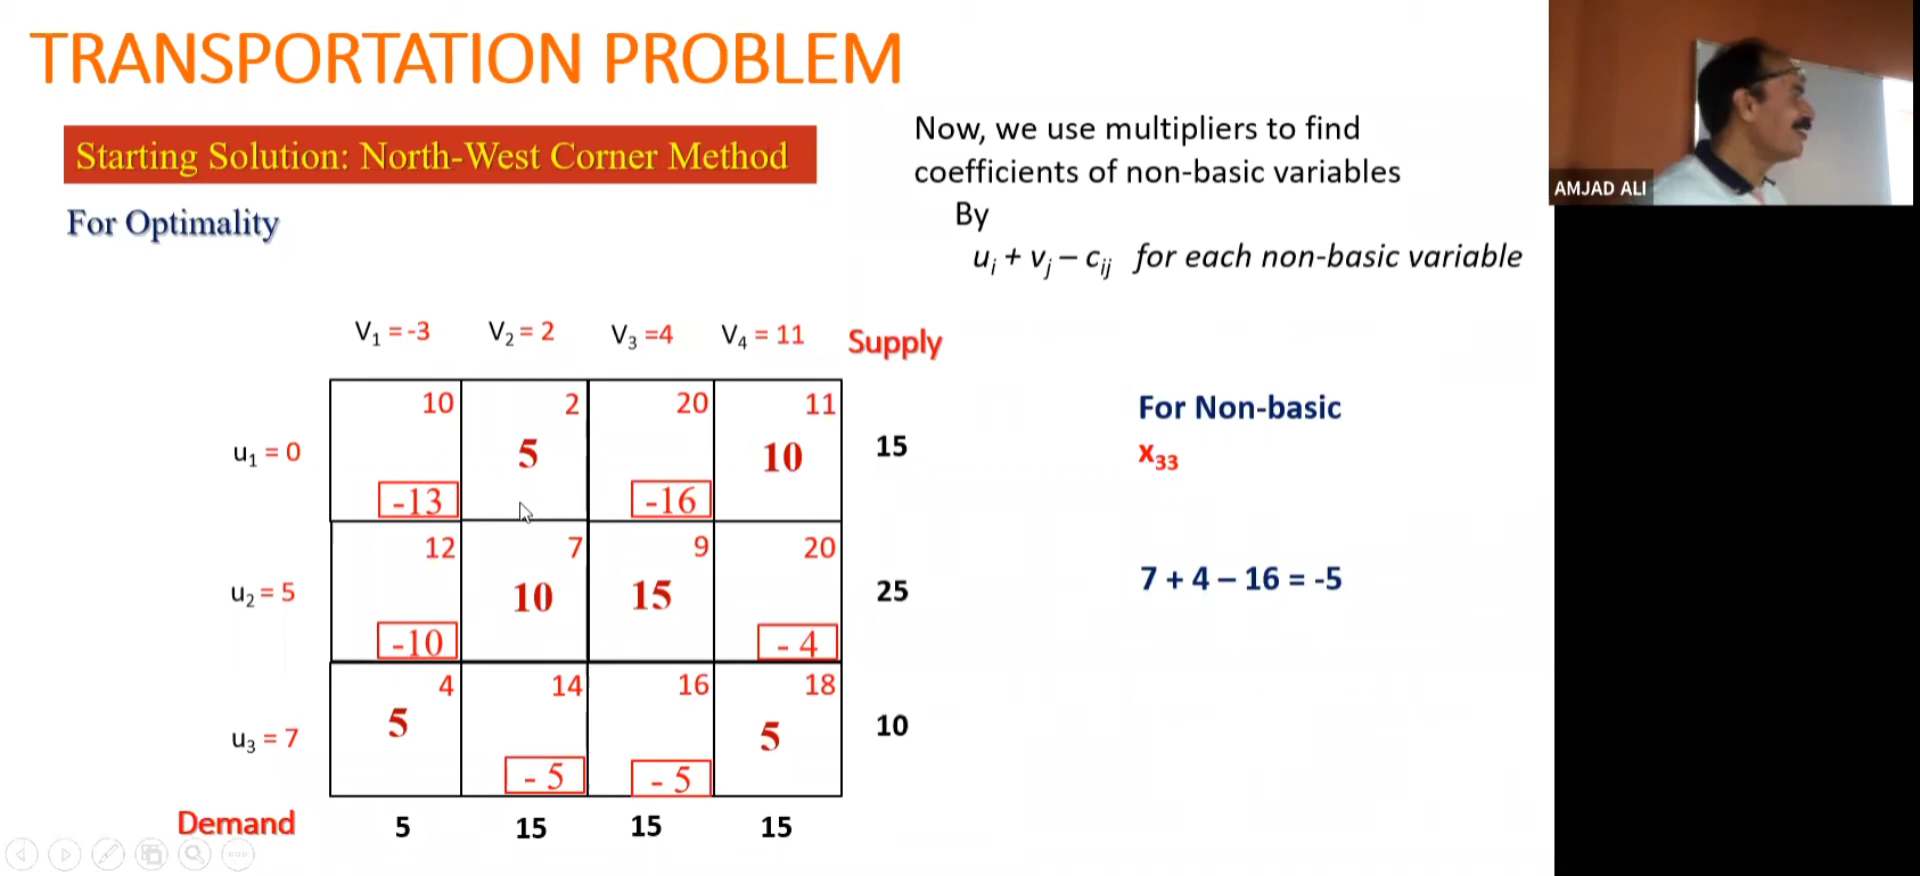 TRANSPORTATION PROBLEM
Starting Solution: North-West Corner Method
For Optimality
Now, we use multipliers to find
coefficients of non-basic variables
By
uᵢ + vⱼ – cᵢⱼ for each non-basic variable
AMJAD ALI
V₁ = -3 V₂ = 2 V₃ =4 V₄ = 11 Supply
10 2 20 11
u₁ = 0 5 10 15
-13 -16
12 7 9 20
u₂ = 5 10 15 25
-10 - 4
4 14 16 18
u₃ = 7 5 5 10
- 5 - 5
Demand 5 15 15 15
For Non-basic
X₃₃
7 + 4 – 16 = -5